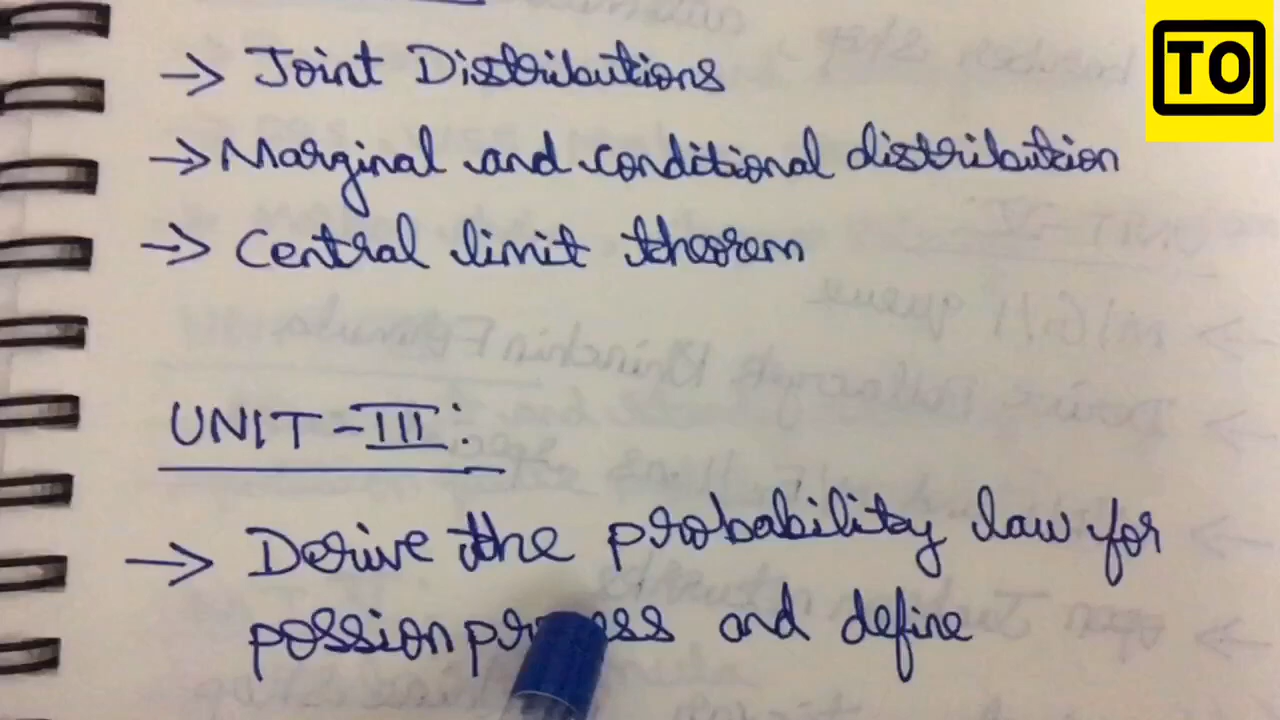 TO
→ Joint Distributions
→ Marginal and conditional distribution
→ Central limit theorem
UNIT-III:
→ Derive the probability law for
possion process and define